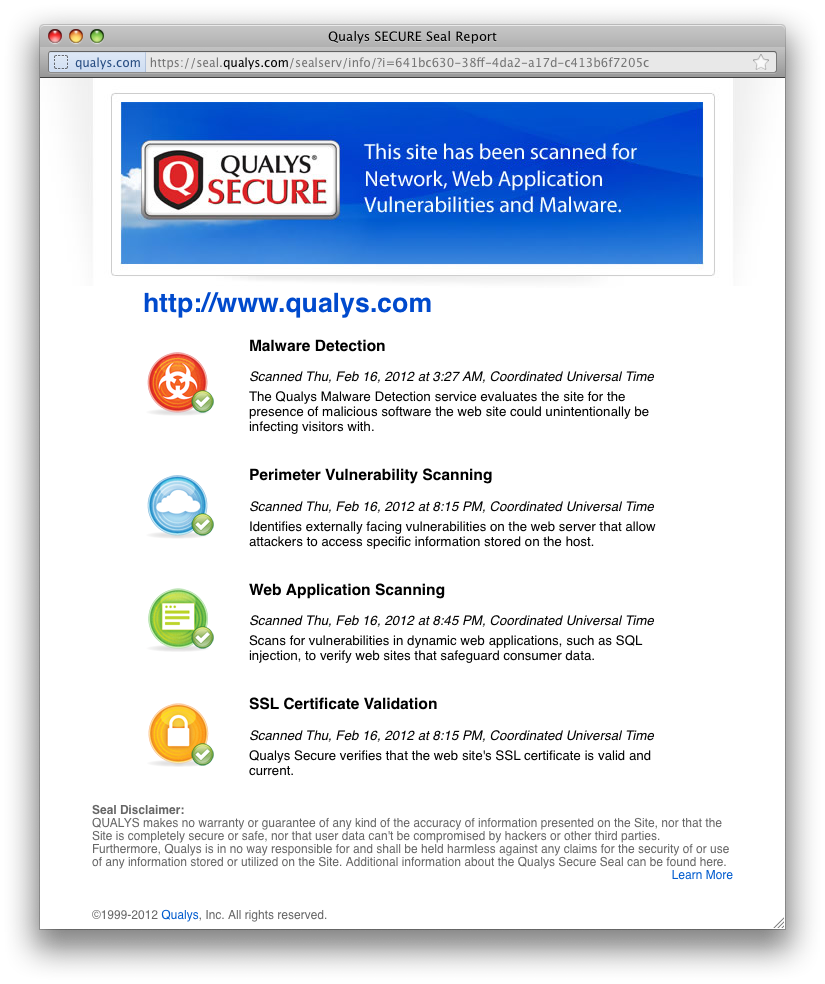 Qualys SECURE Seal Report
qualys.com https://seal.qualys.com/sealserv/info/?i=641bc630-38ff-4da2-a17d-c413b6f7205c
QUALYS®
SECURE
This site has been scanned for
Network, Web Application
Vulnerabilities and Malware.
http://www.qualys.com
Malware Detection
Scanned Thu, Feb 16, 2012 at 3:27 AM, Coordinated Universal Time
The Qualys Malware Detection service evaluates the site for the
presence of malicious software the web site could unintentionally be
infecting visitors with.
Perimeter Vulnerability Scanning
Scanned Thu, Feb 16, 2012 at 8:15 PM, Coordinated Universal Time
Identifies externally facing vulnerabilities on the web server that allow
attackers to access specific information stored on the host.
Web Application Scanning
Scanned Thu, Feb 16, 2012 at 8:45 PM, Coordinated Universal Time
Scans for vulnerabilities in dynamic web applications, such as SQL
injection, to verify web sites that safeguard consumer data.
SSL Certificate Validation
Scanned Thu, Feb 16, 2012 at 8:15 PM, Coordinated Universal Time
Qualys Secure verifies that the web site's SSL certificate is valid and
current.
Seal Disclaimer:
QUALYS makes no warranty or guarantee of any kind of the accuracy of information presented on the Site, nor that the
Site is completely secure or safe, nor that user data can't be compromised by hackers or other third parties.
Furthermore, Qualys is in no way responsible for and shall be held harmless against any claims for the security of or use
of any information stored or utilized on the Site. Additional information about the Qualys Secure Seal can be found here.
Learn More
©1999-2012 Qualys, Inc. All rights reserved.